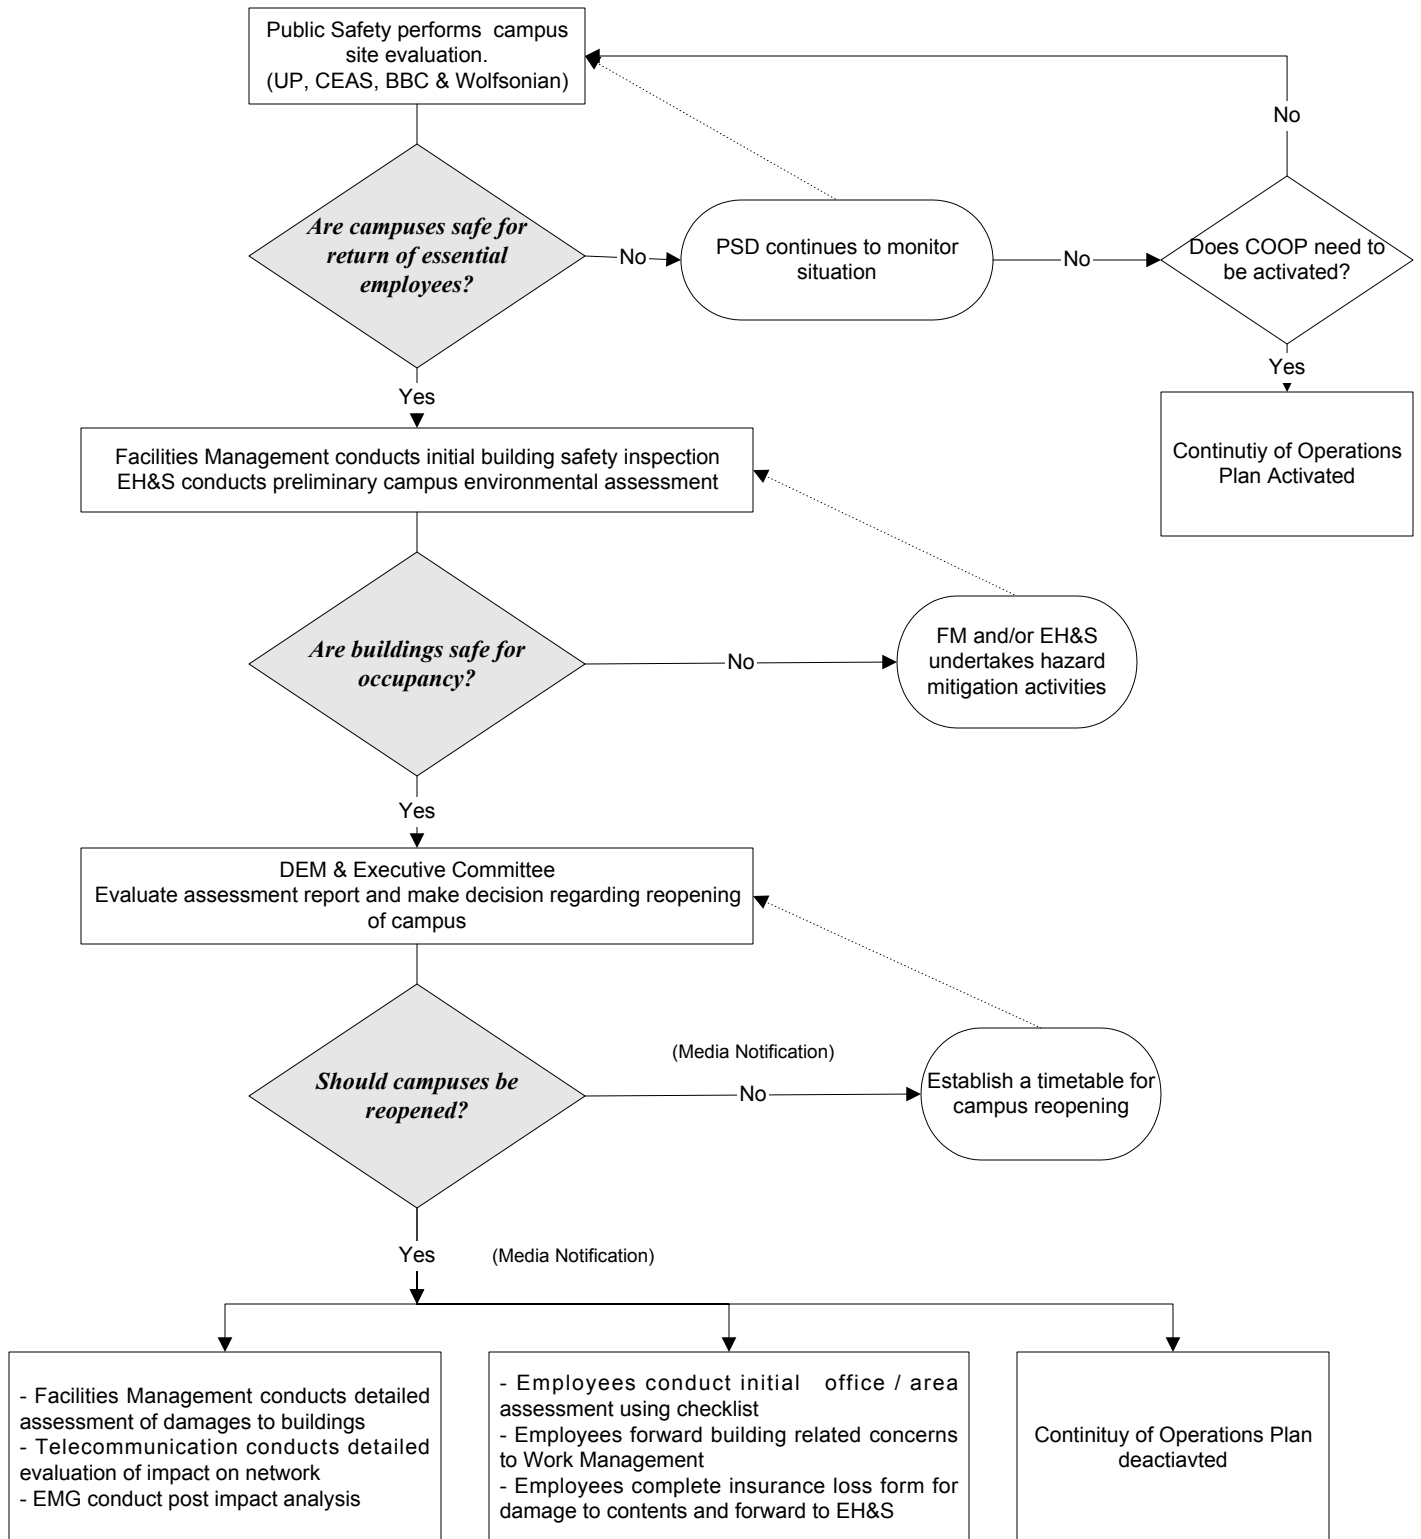 Public Safety performs campus
site evaluation.
(UP, CEAS, BBC & Wolfsonian)
No
Are campuses safe for
return of essential
employees?
No
PSD continues to monitor
situation
No
Does COOP need to
be activated?
Yes
Yes
Continutiy of Operations
Plan Activated
Facilities Management conducts initial building safety inspection
EH&S conducts preliminary campus environmental assessment
Are buildings safe for
occupancy?
No
FM and/or EH&S
undertakes hazard
mitigation activities
Yes
DEM & Executive Committee
Evaluate assessment report and make decision regarding reopening
of campus
Should campuses be
reopened?
(Media Notification)
No
Establish a timetable for
campus reopening
Yes
(Media Notification)
- Facilities Management conducts detailed
assessment of damages to buildings
- Telecommunication conducts detailed
evaluation of impact on network
- EMG conduct post impact analysis
- Employees conduct initial office / area
assessment using checklist
- Employees forward building related concerns
to Work Management
- Employees complete insurance loss form for
damage to contents and forward to EH&S
Continituy of Operations Plan
deactiavted